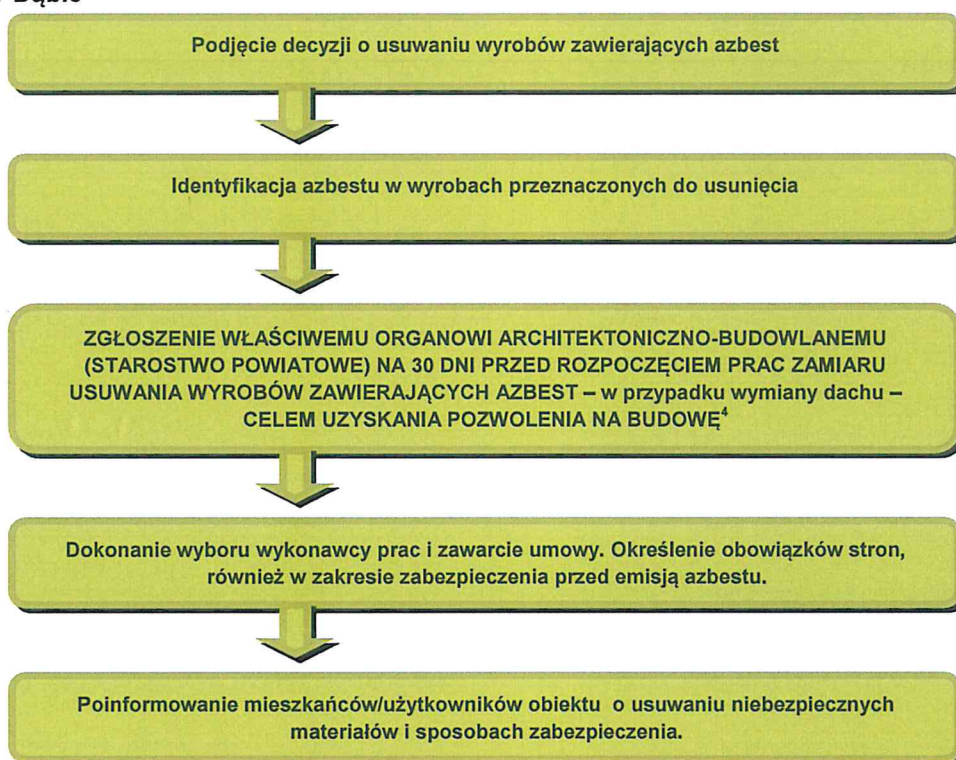 Podjęcie decyzji o usuwaniu wyrobów zawierających azbest
Identyfikacja azbestu w wyrobach przeznaczonych do usunięcia
ZGŁOSZENIE WŁAŚCIWEMU ORGANOWI ARCHITEKTONICZNO-BUDOWLANEMU
(STAROSTWO POWIATOWE) NA 30 DNI PRZED ROZPOCZĘCIEM PRAC ZAMIARU
USUWANIA WYROBÓW ZAWIERAJĄCYCH AZBEST – w przypadku wymiany dachu –
CELEM UZYSKANIA POZWOLENIA NA BUDOWĘ⁴
Dokonanie wyboru wykonawcy prac i zawarcie umowy. Określenie obowiązków stron,
również w zakresie zabezpieczenia przed emisją azbestu.
Poinformowanie mieszkańców/użytkowników obiektu o usuwaniu niebezpiecznych
materiałów i sposobach zabezpieczenia.